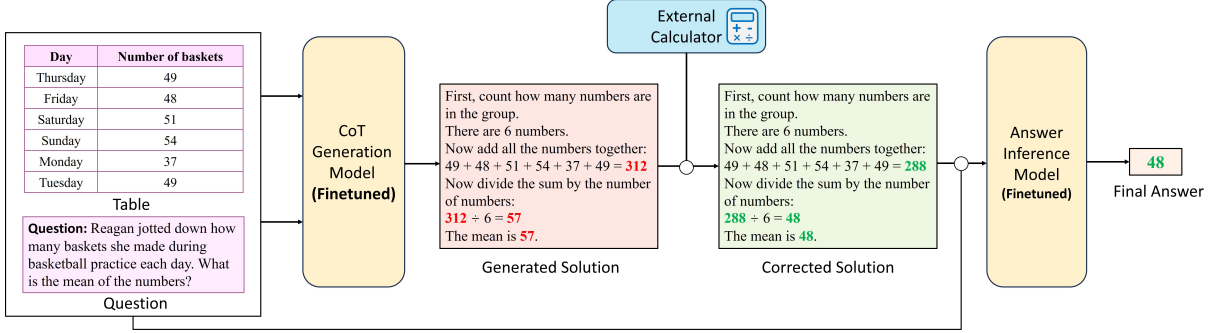 Day Number of baskets
Thursday 49
Friday 48
Saturday 51
Sunday 54
Monday 37
Tuesday 49
Table
Question: Reagan jotted down how
many baskets she made during
basketball practice each day. What
is the mean of the numbers?
Question
CoT
Generation
Model
(Finetuned)
First, count how many numbers are
in the group.
There are 6 numbers.
Now add all the numbers together:
49 + 48 + 51 + 54 + 37 + 49 = 312
Now divide the sum by the number
of numbers:
312 ÷ 6 = 57
The mean is 57.
Generated Solution
External
Calculator
First, count how many numbers are
in the group.
There are 6 numbers.
Now add all the numbers together:
49 + 48 + 51 + 54 + 37 + 49 = 288
Now divide the sum by the number
of numbers:
288 ÷ 6 = 48
The mean is 48.
Corrected Solution
Answer
Inference
Model
(Finetuned)
48
Final Answer